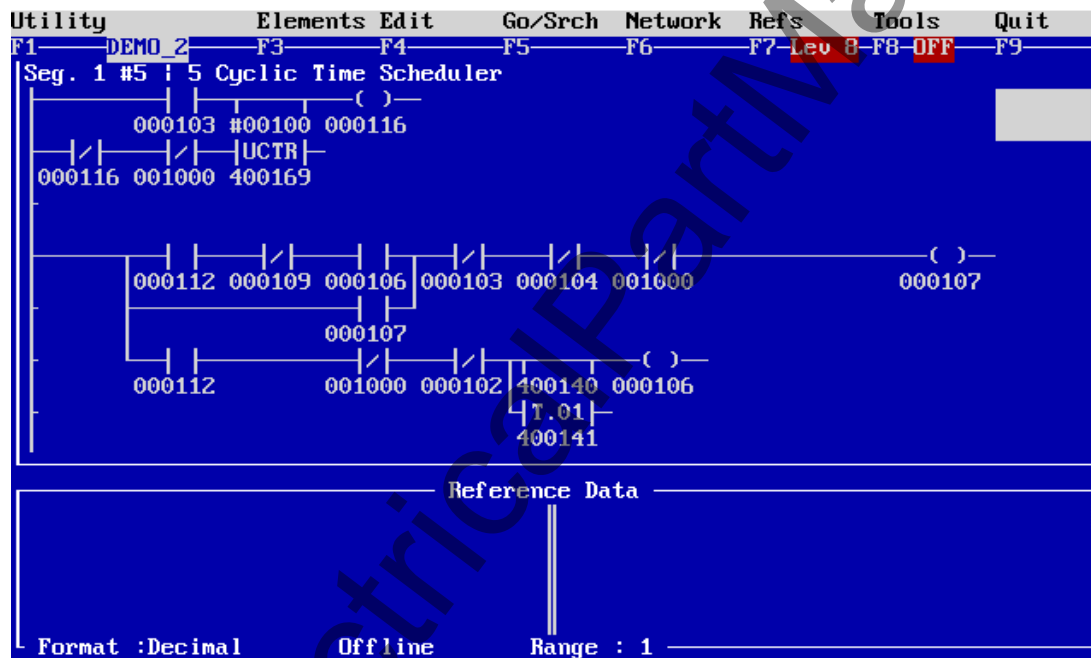 Utility Elements Edit Go/Srch Network Refs Tools Quit
F1 DEMO_2 F3 F4 F5 F6 F7-Lev 8-F8-OFF F9
Seg. 1 #5 ¦ 5 Cyclic Time Scheduler
000103 #00100 000116
UCTR
000116 001000 400169
000112 000109 000106 000103 000104 001000 000107
000107
000112 001000 000102 400140 000106
T.01
400141
Reference Data
Format :Decimal Offline Range : 1